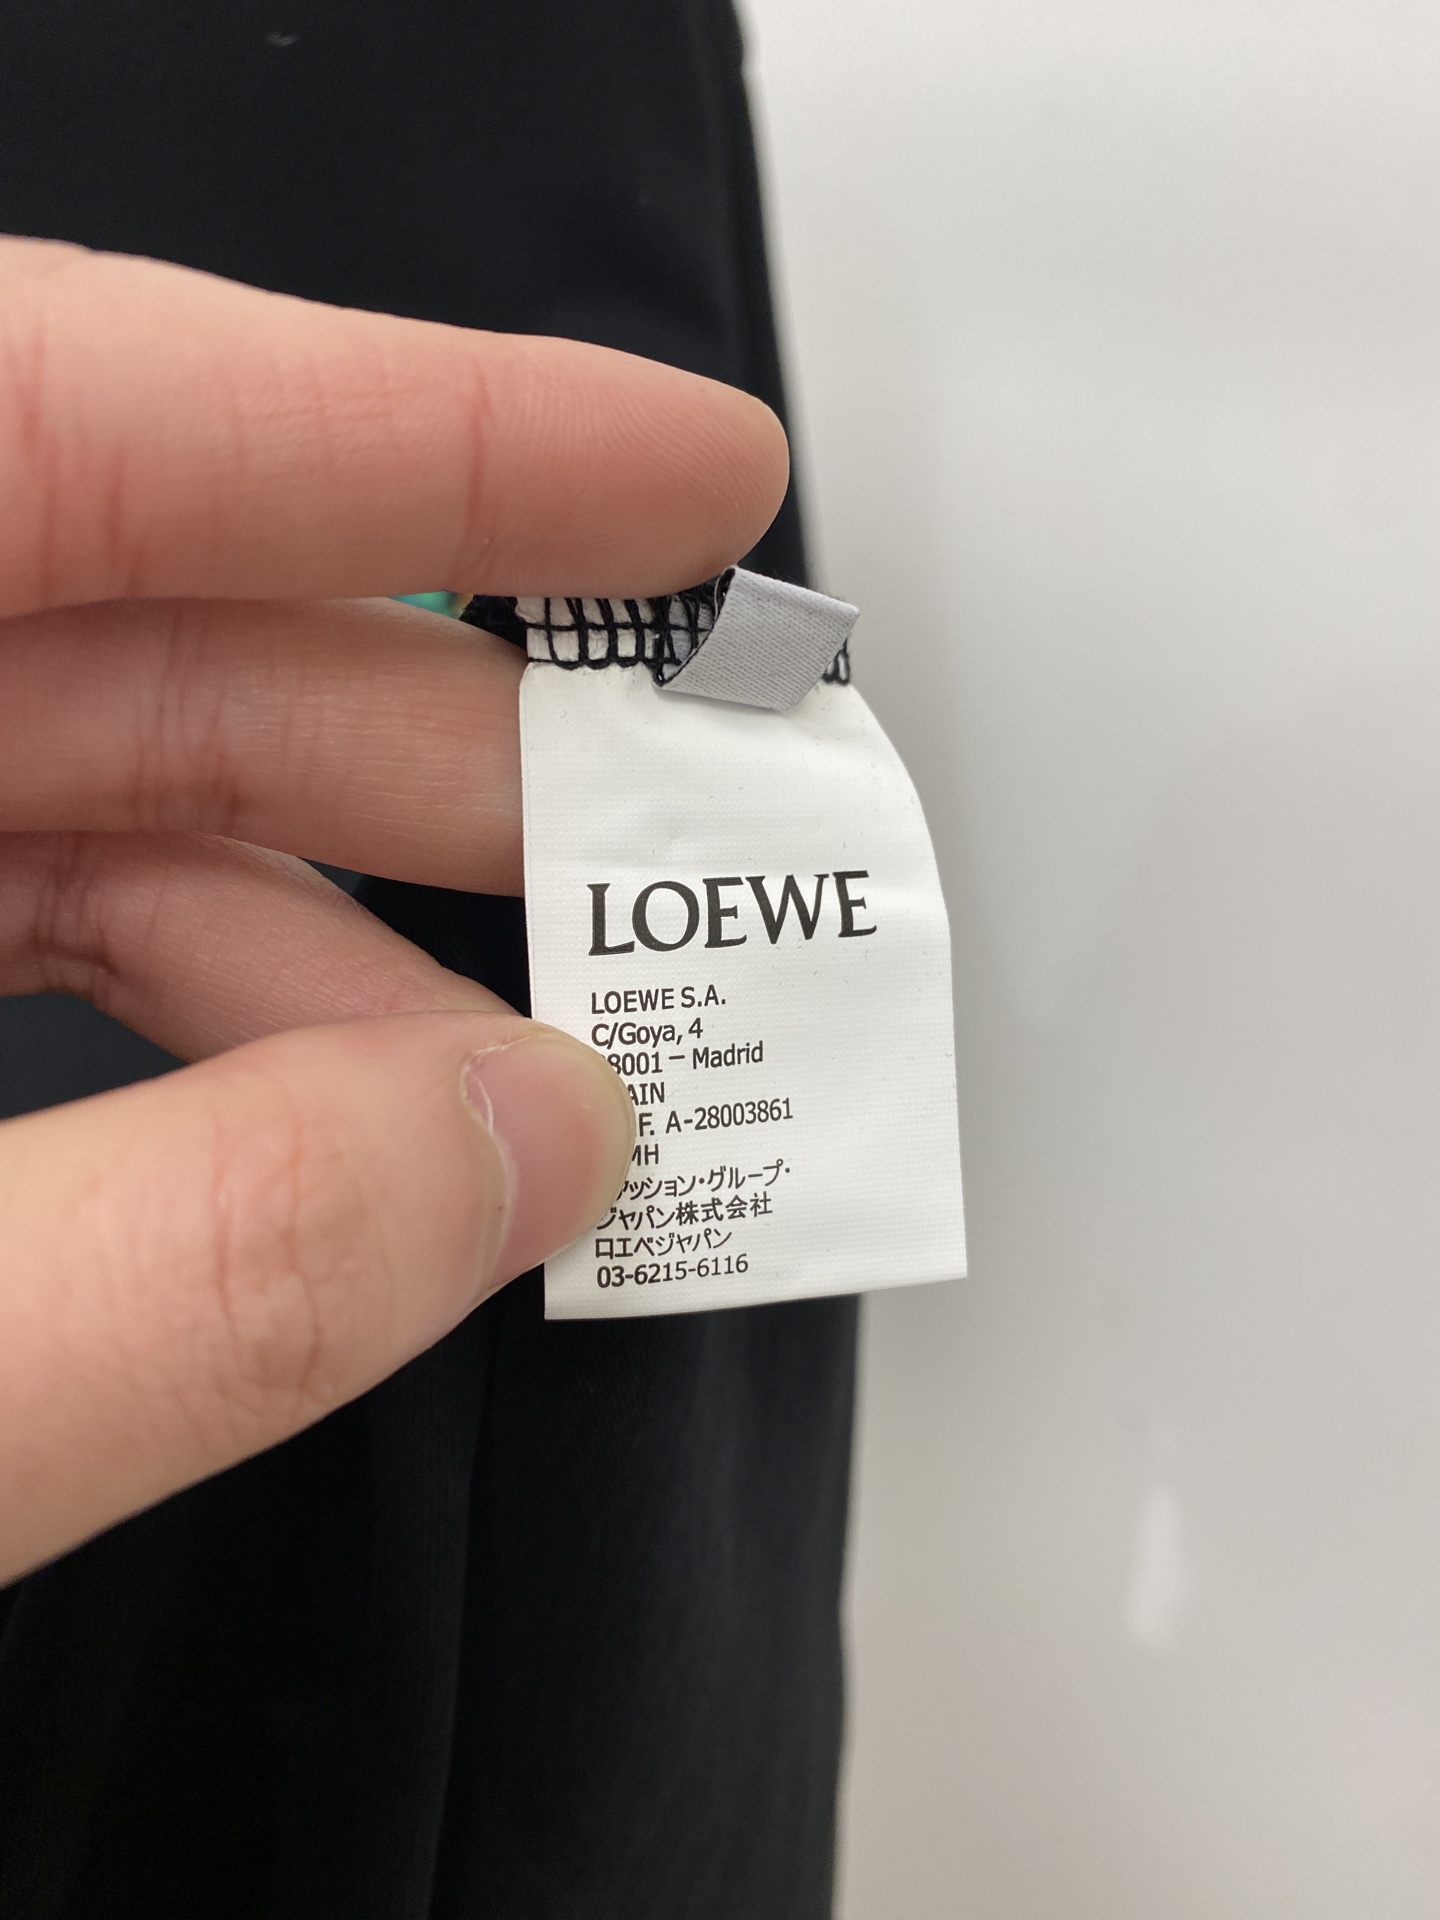 LOEWE
LOEWE S.A.
C/Goya, 4
8001 – Madrid
AIN
F. A-28003861
MH
ァッション・グループ・
ジャパン株式会社
ロエベジャパン
03-6215-6116